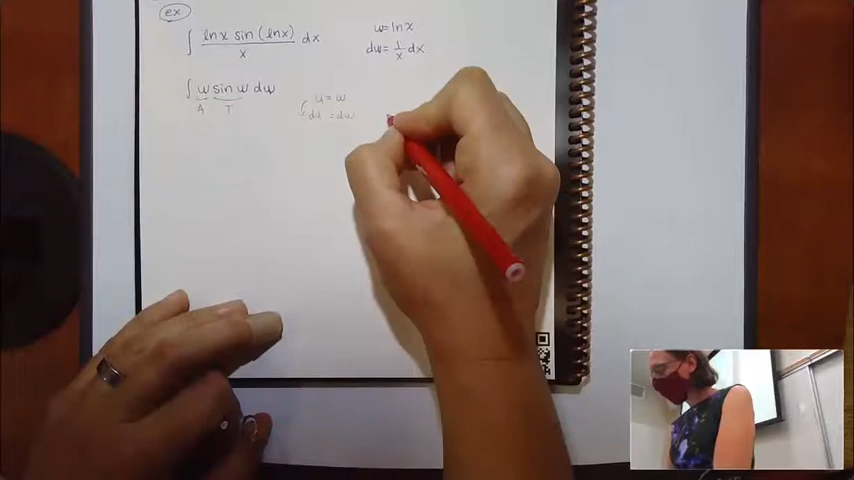 ex
∫ lnx sin(lnx) / x dx
w = lnx
dw = 1/x dx
∫ w sin w dw
A T
u = w
du = dw